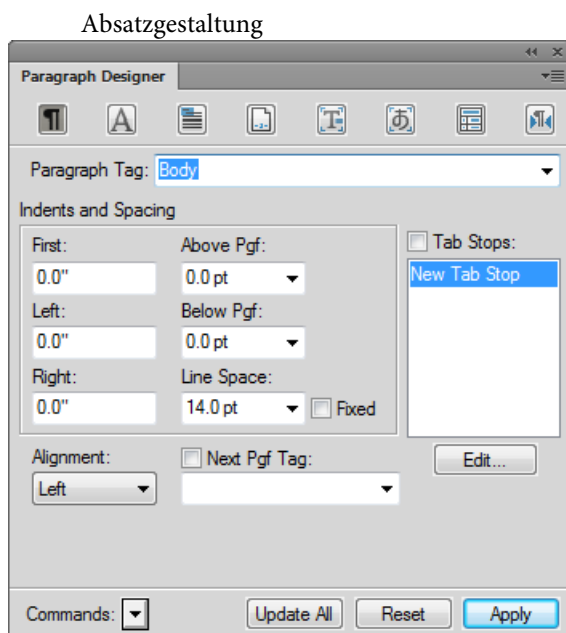 Absatzgestaltung
Paragraph Designer
Paragraph Tag: Body
Indents and Spacing
First: Above Pgf: Tab Stops:
0.0" 0.0 pt New Tab Stop
Left: Below Pgf:
0.0" 0.0 pt
Right: Line Space:
0.0" 14.0 pt Fixed
Alignment: Next Pgf Tag: Edit...
Left
Commands: Update All Reset Apply